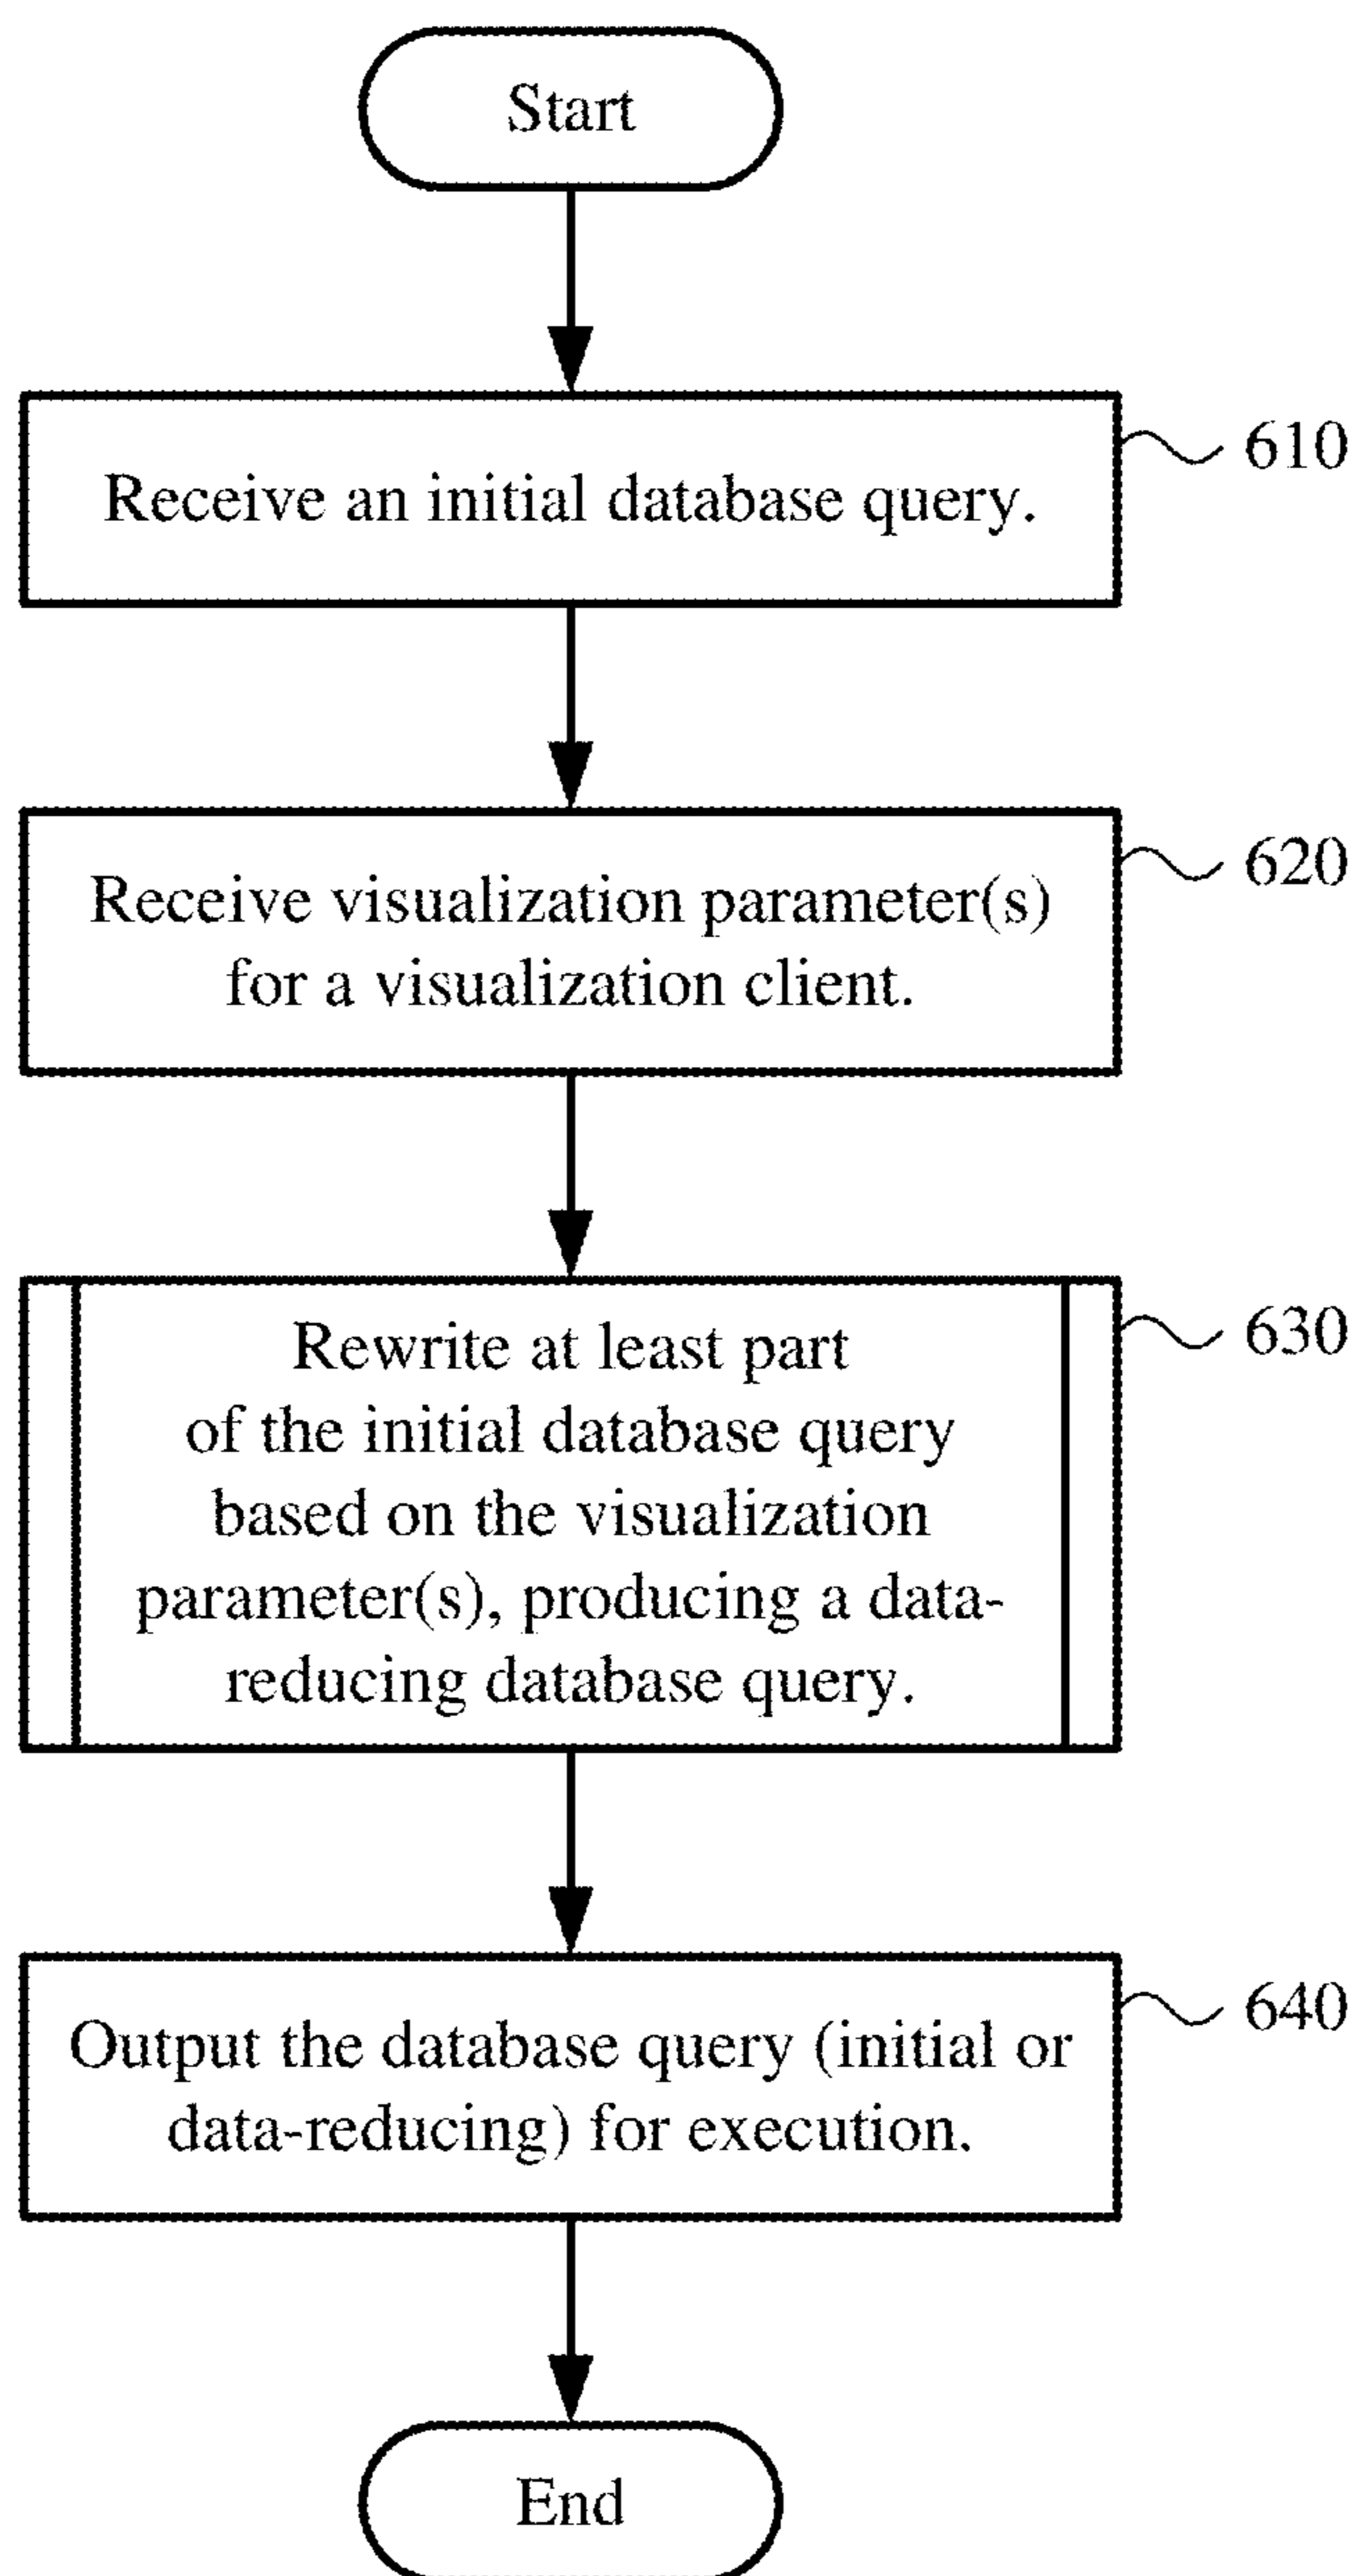 Start
Receive an initial database query.
610
Receive visualization parameter(s)
for a visualization client.
620
Rewrite at least part
of the initial database query
based on the visualization
parameter(s), producing a data-
reducing database query.
630
Output the database query (initial or
data-reducing) for execution.
640
End